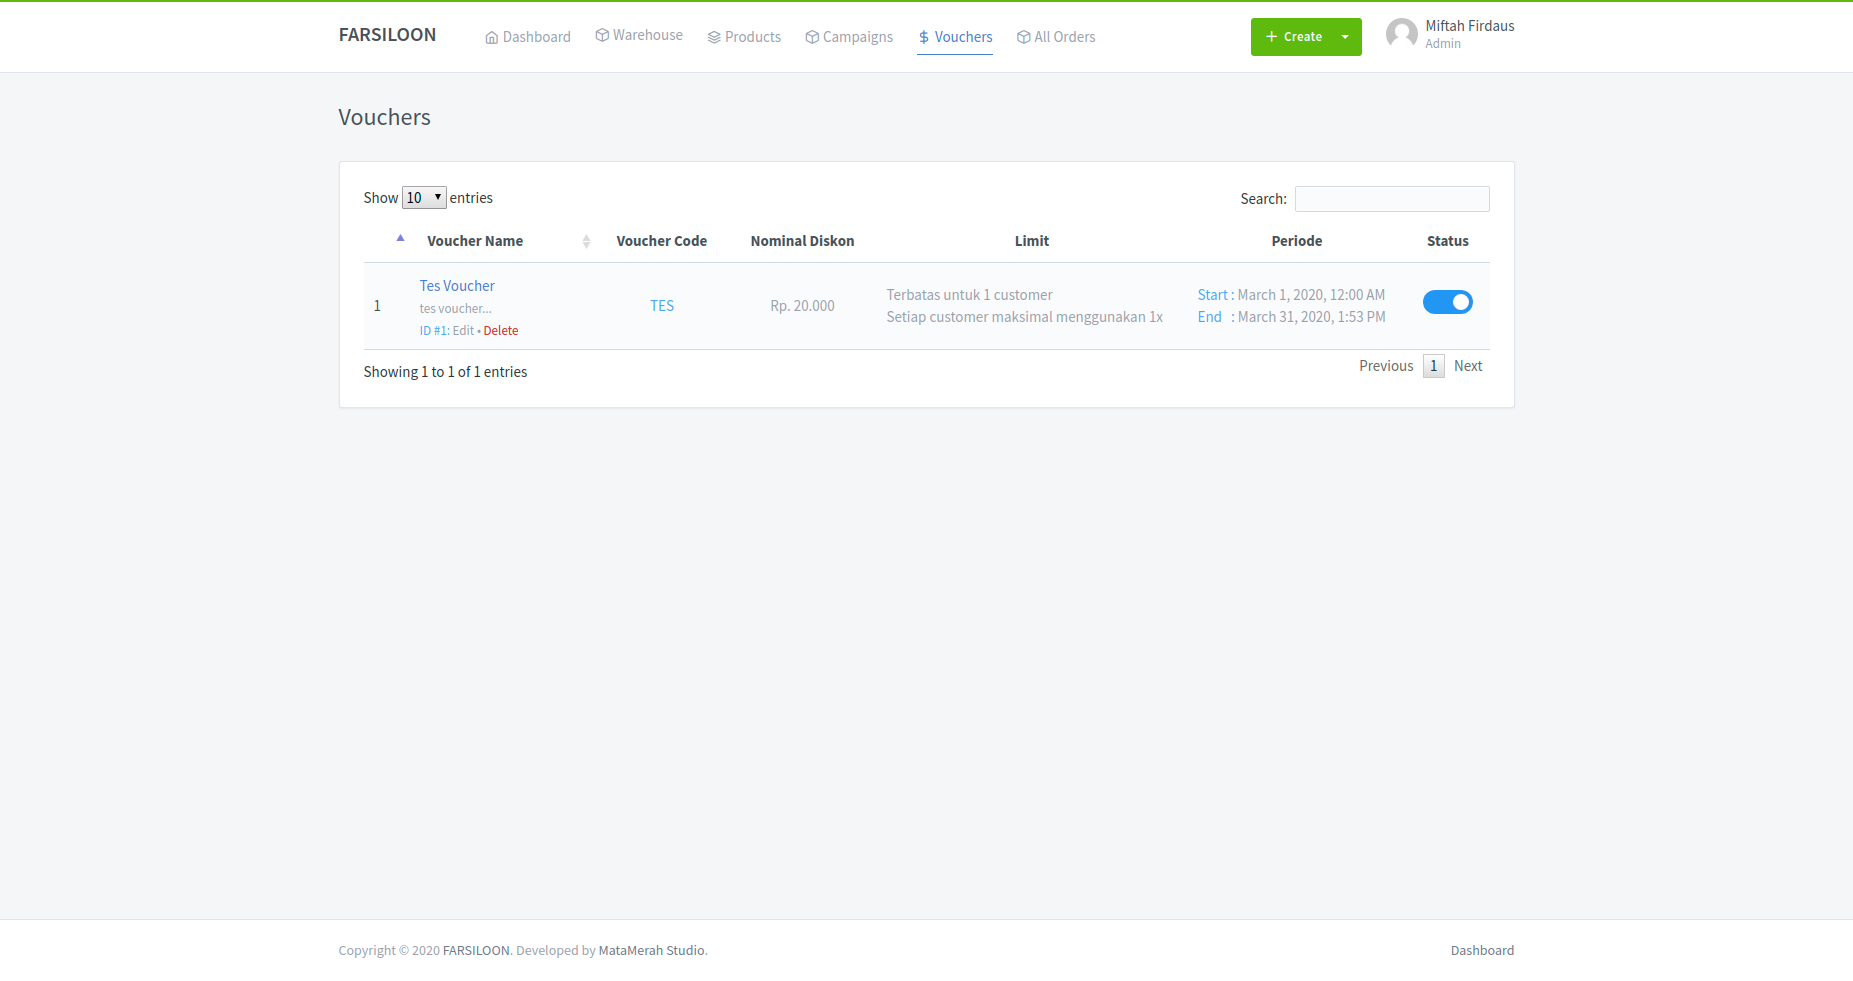 FARSILOON Dashboard Warehouse Products Campaigns Vouchers All Orders Create Miftah Firdaus
Admin
Vouchers
Show 10 entries Search:
Voucher Name Voucher Code Nominal Diskon Limit Periode Status
1 Tes Voucher
tes voucher...
ID #1: Edit • Delete
TES
Rp. 20.000
Terbatas untuk 1 customer
Setiap customer maksimal menggunakan 1x
Start : March 1, 2020, 12:00 AM
End : March 31, 2020, 1:53 PM
Showing 1 to 1 of 1 entries Previous 1 Next
Copyright © 2020 FARSILOON. Developed by MataMerah Studio. Dashboard